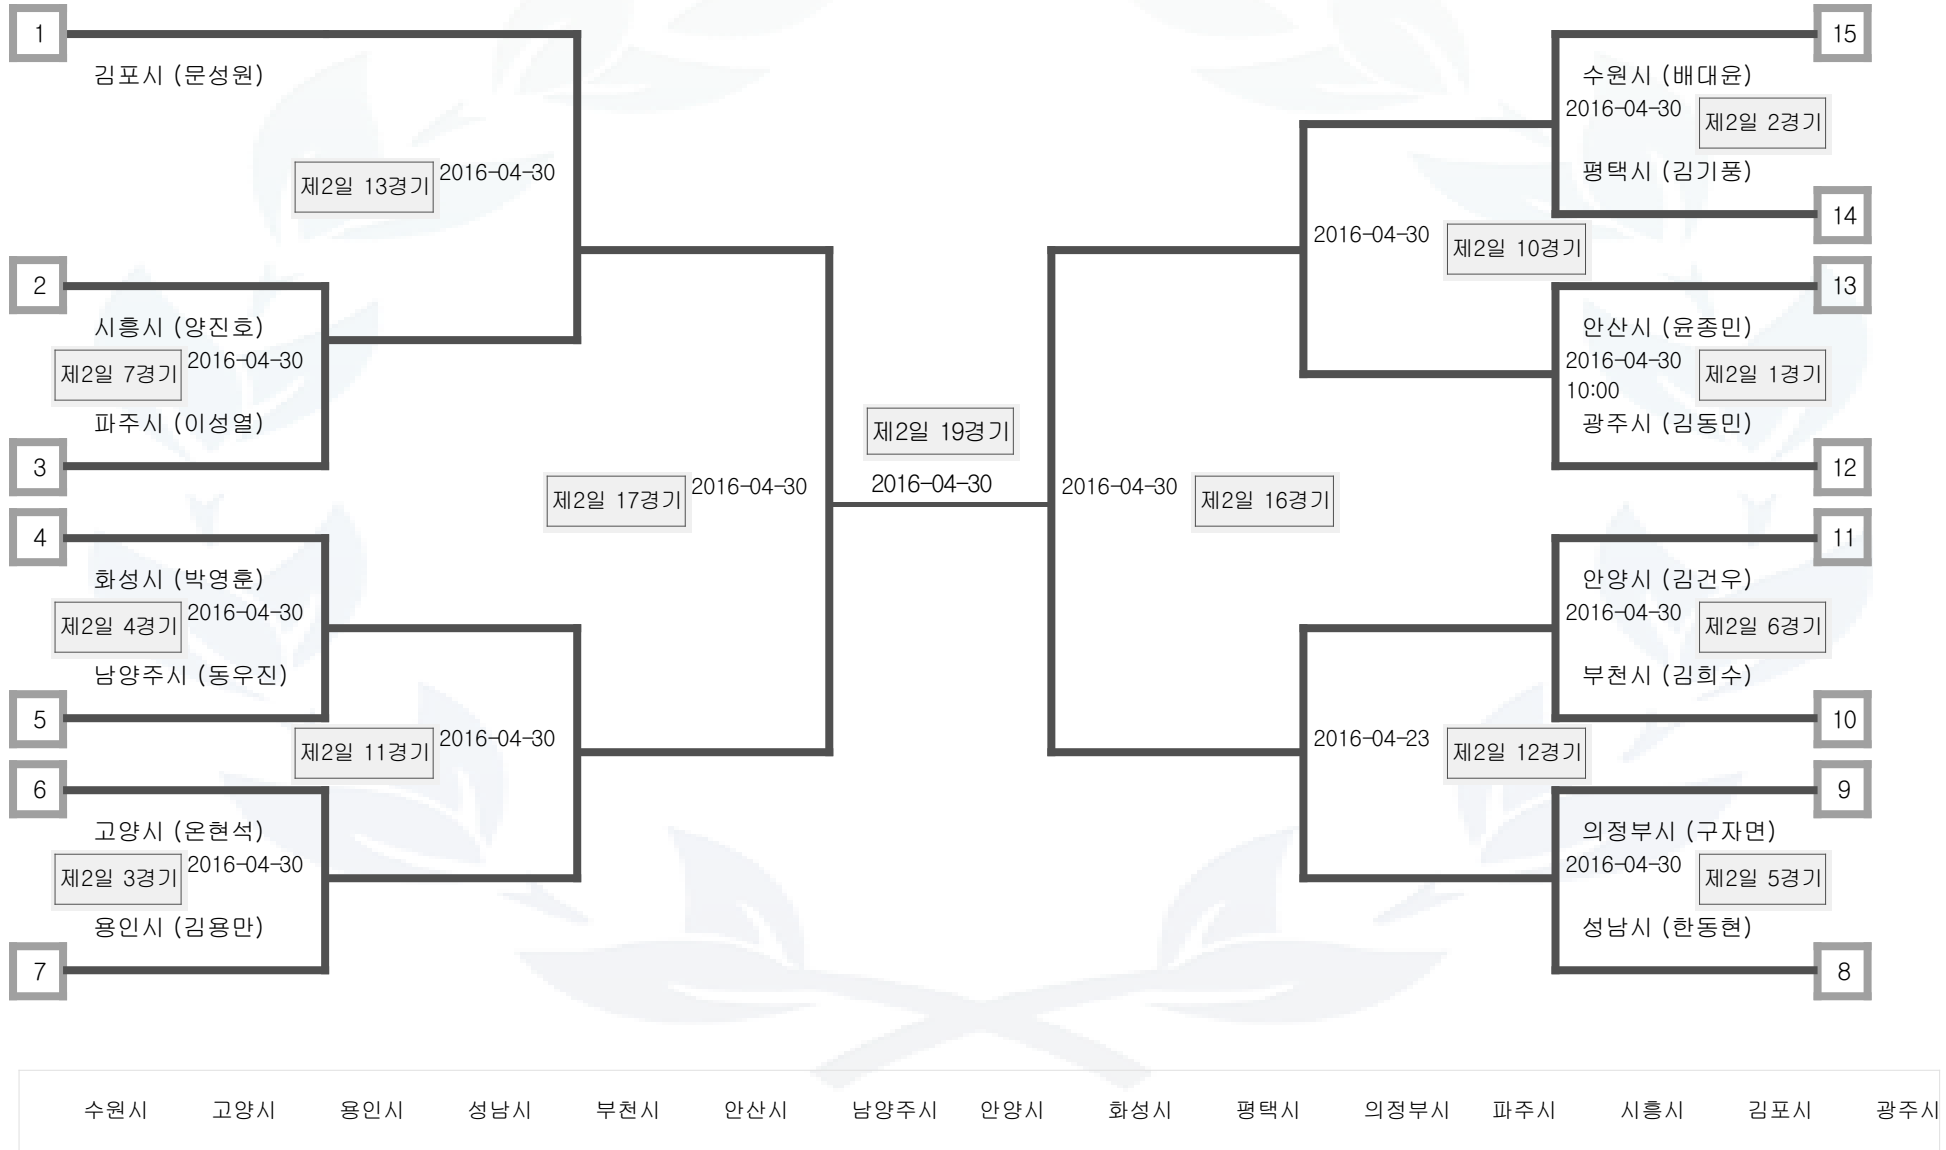 1
김포시 (문성원)
제2일 13경기
2016-04-30
2
시흥시 (양진호)
제2일 7경기
2016-04-30
파주시 (이성열)
3
4
화성시 (박영훈)
제2일 4경기
2016-04-30
남양주시 (동우진)
5
제2일 11경기
2016-04-30
6
고양시 (온현석)
제2일 3경기
2016-04-30
용인시 (김용만)
7
제2일 17경기
2016-04-30
제2일 19경기
2016-04-30
2016-04-30
제2일 16경기
15
수원시 (배대윤)
2016-04-30
제2일 2경기
평택시 (김기풍)
14
2016-04-30
제2일 10경기
13
안산시 (윤종민)
2016-04-30
10:00
제2일 1경기
광주시 (김동민)
12
11
안양시 (김건우)
2016-04-30
제2일 6경기
부천시 (김희수)
10
2016-04-23
제2일 12경기
9
의정부시 (구자면)
2016-04-30
제2일 5경기
성남시 (한동현)
8
수원시 고양시 용인시 성남시 부천시 안산시 남양주시 안양시 화성시 평택시 의정부시 파주시 시흥시 김포시 광주시